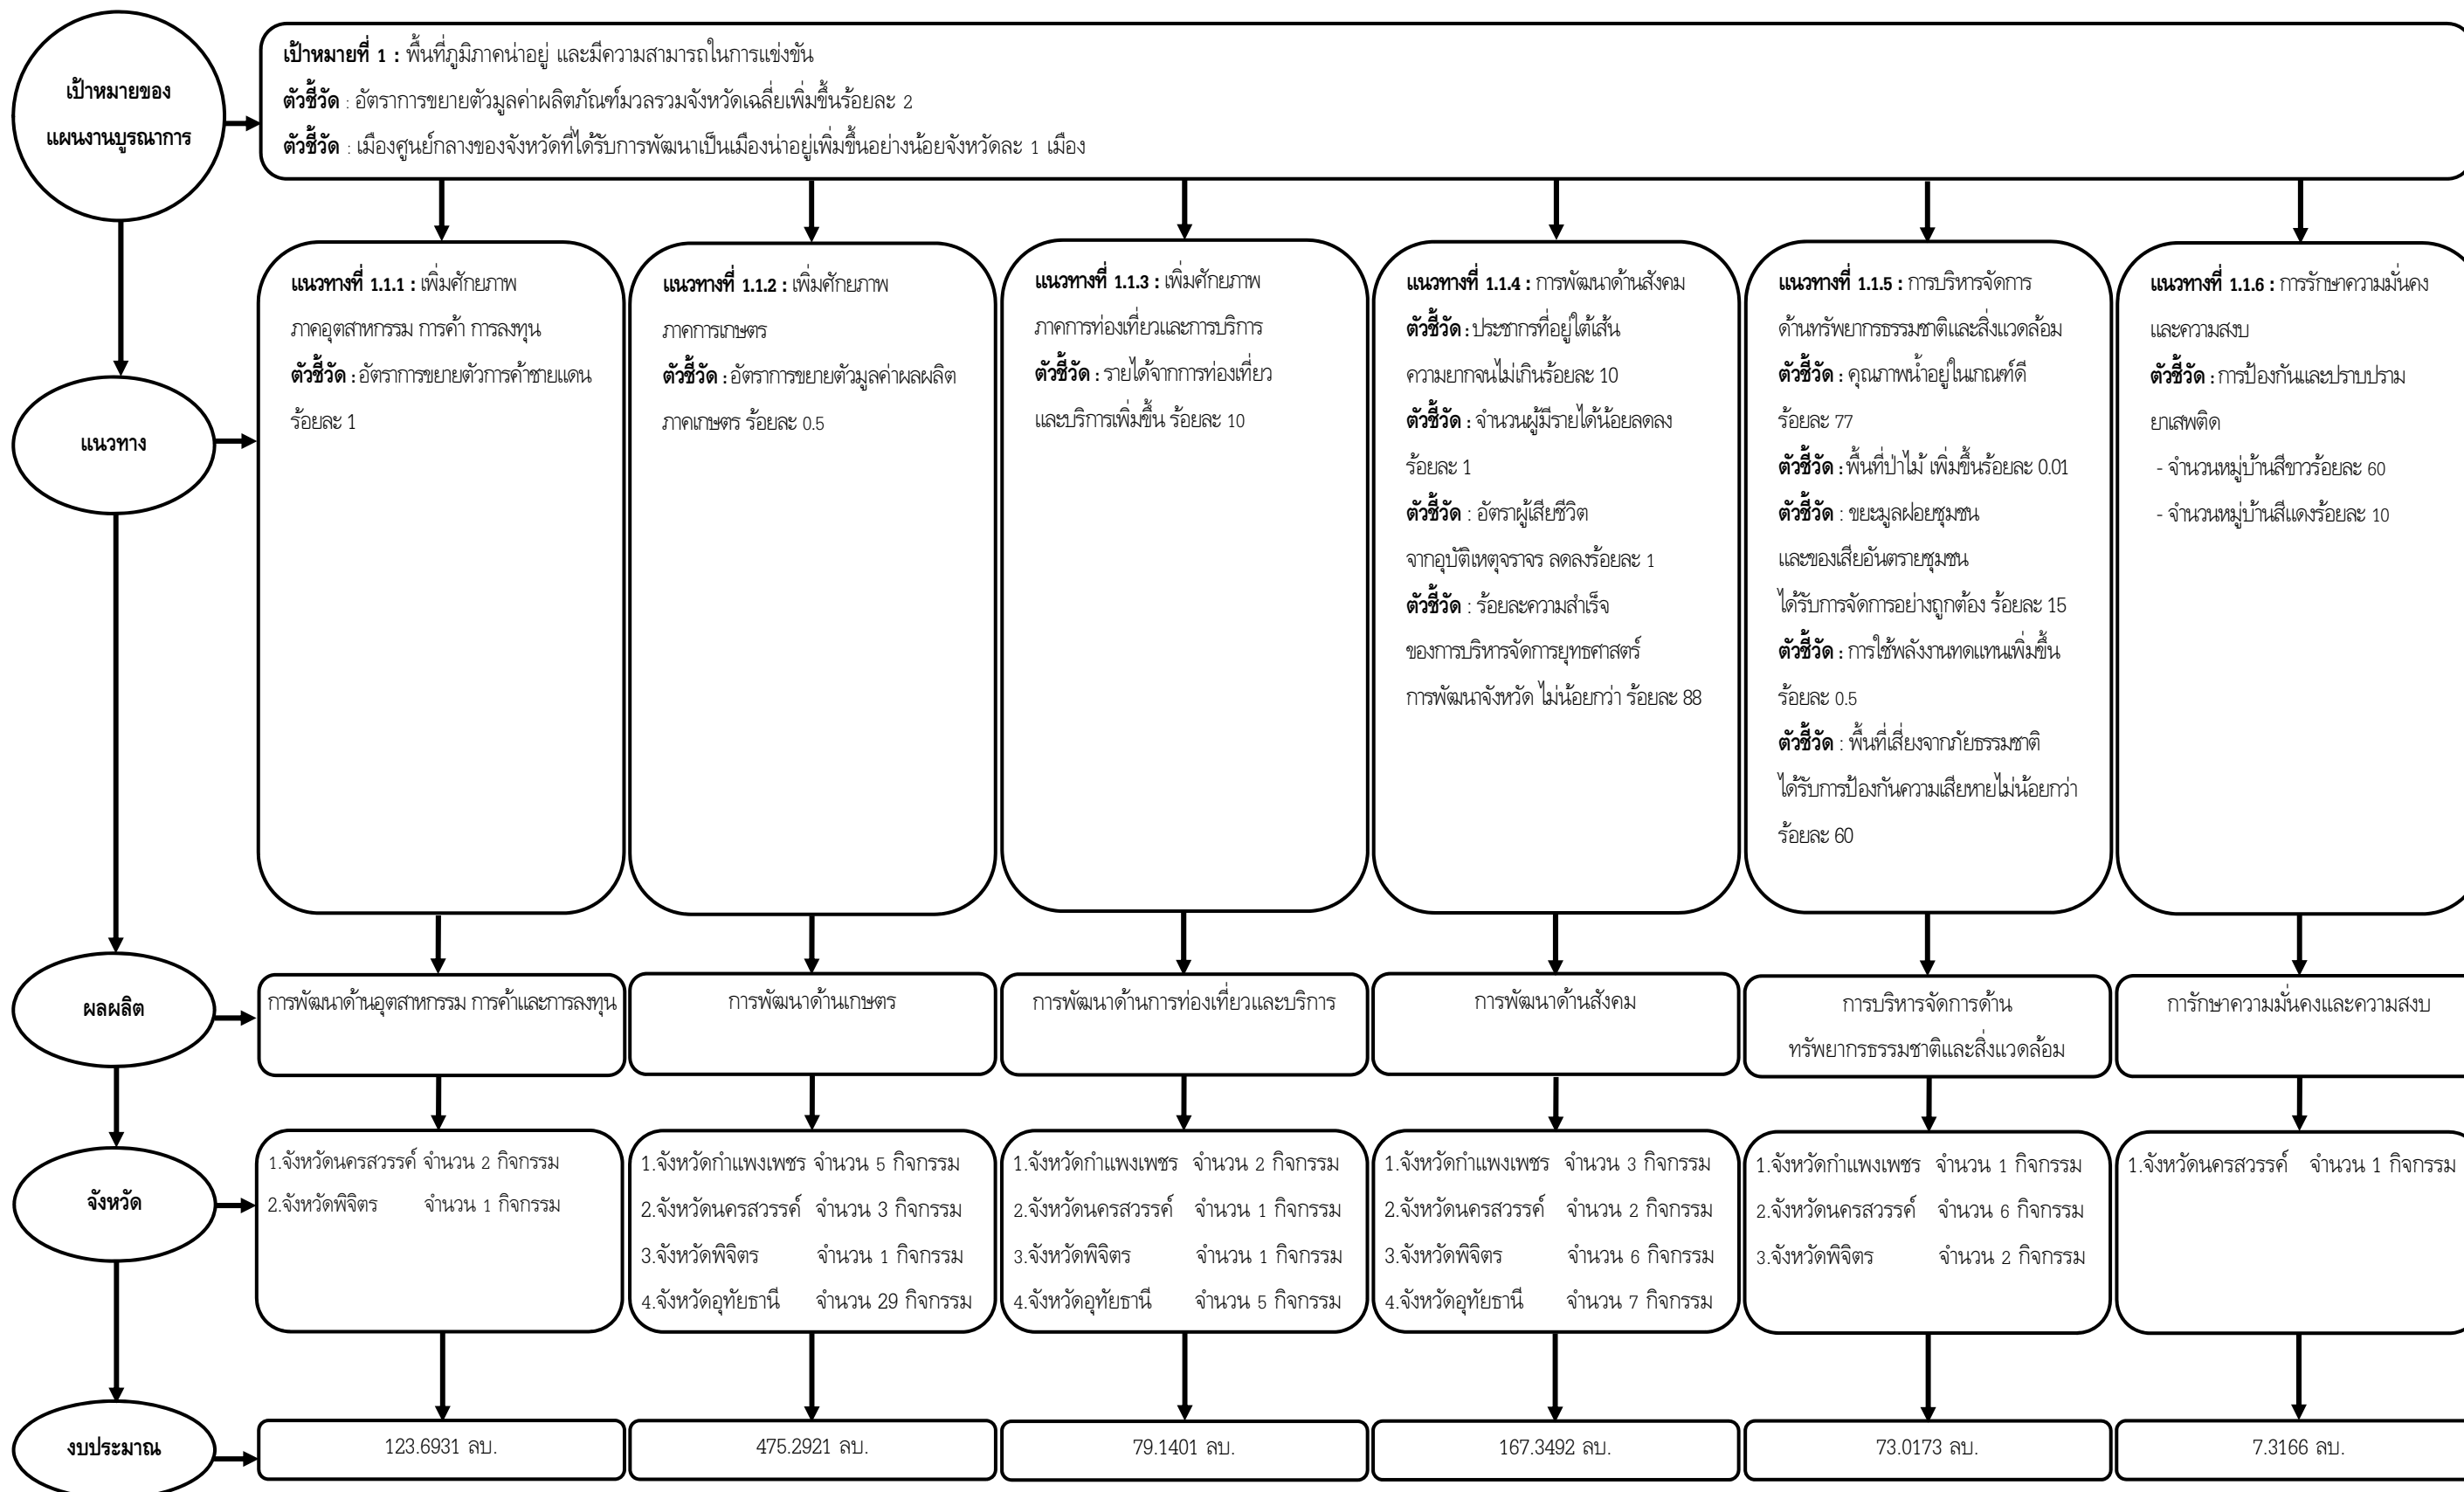 เป้าหมายของ
แผนงานบูรณาการ
เป้าหมายที่ 1 : พื้นที่ภูมิภาคน่าอยู่ และมีความสามารถในการแข่งขัน
ตัวชี้วัด : อัตราการขยายตัวมูลค่าผลิตภัณฑ์มวลรวมจังหวัดเฉลี่ยเพิ่มขึ้นร้อยละ 2
ตัวชี้วัด : เมืองศูนย์กลางของจังหวัดที่ได้รับการพัฒนาเป็นเมืองน่าอยู่เพิ่มขึ้นอย่างน้อยจังหวัดละ 1 เมือง
แนวทาง
แนวทางที่ 1.1.1 : เพิ่มศักยภาพ
ภาคอุตสาหกรรม การค้า การลงทุน
ตัวชี้วัด : อัตราการขยายตัวการค้าชายแดน
ร้อยละ 1
แนวทางที่ 1.1.2 : เพิ่มศักยภาพ
ภาคการเกษตร
ตัวชี้วัด : อัตราการขยายตัวมูลค่าผลผลิต
ภาคเกษตร ร้อยละ 0.5
แนวทางที่ 1.1.3 : เพิ่มศักยภาพ
ภาคการท่องเที่ยวและการบริการ
ตัวชี้วัด : รายได้จากการท่องเที่ยว
และบริการเพิ่มขึ้น ร้อยละ 10
แนวทางที่ 1.1.4 : การพัฒนาด้านสังคม
ตัวชี้วัด : ประชากรที่อยู่ใต้เส้น
ความยากจนไม่เกินร้อยละ 10
ตัวชี้วัด : จำนวนผู้มีรายได้น้อยลดลง
ร้อยละ 1
ตัวชี้วัด : อัตราผู้เสียชีวิต
จากอุบัติเหตุจราจร ลดลงร้อยละ 1
ตัวชี้วัด : ร้อยละความสำเร็จ
ของการบริหารจัดการยุทธศาสตร์
การพัฒนาจังหวัด ไม่น้อยกว่า ร้อยละ 88
แนวทางที่ 1.1.5 : การบริหารจัดการ
ด้านทรัพยากรธรรมชาติและสิ่งแวดล้อม
ตัวชี้วัด : คุณภาพน้ำอยู่ในเกณฑ์ดี
ร้อยละ 77
ตัวชี้วัด : พื้นที่ป่าไม้ เพิ่มขึ้นร้อยละ 0.01
ตัวชี้วัด : ขยะมูลฝอยชุมชน
และของเสียอันตรายชุมชน
ได้รับการจัดการอย่างถูกต้อง ร้อยละ 15
ตัวชี้วัด : การใช้พลังงานทดแทนเพิ่มขึ้น
ร้อยละ 0.5
ตัวชี้วัด : พื้นที่เสี่ยงจากภัยธรรมชาติ
ได้รับการป้องกันความเสียหายไม่น้อยกว่า
ร้อยละ 60
แนวทางที่ 1.1.6 : การรักษาความมั่นคง
และความสงบ
ตัวชี้วัด : การป้องกันและปราบปราม
ยาเสพติด
- จำนวนหมู่บ้านสีขาวร้อยละ 60
- จำนวนหมู่บ้านสีแดงร้อยละ 10
ผลผลิต
การพัฒนาด้านอุตสาหกรรม การค้าและการลงทุน
การพัฒนาด้านเกษตร
การพัฒนาด้านการท่องเที่ยวและบริการ
การพัฒนาด้านสังคม
การบริหารจัดการด้าน
ทรัพยากรธรรมชาติและสิ่งแวดล้อม
การักษาความมั่นคงและความสงบ
จังหวัด
1.จังหวัดนครสวรรค์ จำนวน 2 กิจกรรม
2.จังหวัดพิจิตร จำนวน 1 กิจกรรม
1.จังหวัดกำแพงเพชร จำนวน 5 กิจกรรม
2.จังหวัดนครสวรรค์ จำนวน 3 กิจกรรม
3.จังหวัดพิจิตร จำนวน 1 กิจกรรม
4.จังหวัดอุทัยธานี จำนวน 29 กิจกรรม
1.จังหวัดกำแพงเพชร จำนวน 2 กิจกรรม
2.จังหวัดนครสวรรค์ จำนวน 1 กิจกรรม
3.จังหวัดพิจิตร จำนวน 1 กิจกรรม
4.จังหวัดอุทัยธานี จำนวน 5 กิจกรรม
1.จังหวัดกำแพงเพชร จำนวน 3 กิจกรรม
2.จังหวัดนครสวรรค์ จำนวน 2 กิจกรรม
3.จังหวัดพิจิตร จำนวน 6 กิจกรรม
4.จังหวัดอุทัยธานี จำนวน 7 กิจกรรม
1.จังหวัดกำแพงเพชร จำนวน 1 กิจกรรม
2.จังหวัดนครสวรรค์ จำนวน 6 กิจกรรม
3.จังหวัดพิจิตร จำนวน 2 กิจกรรม
1.จังหวัดนครสวรรค์ จำนวน 1 กิจกรรม
งบประมาณ
123.6931 ลบ.
475.2921 ลบ.
79.1401 ลบ.
167.3492 ลบ.
73.0173 ลบ.
7.3166 ลบ.